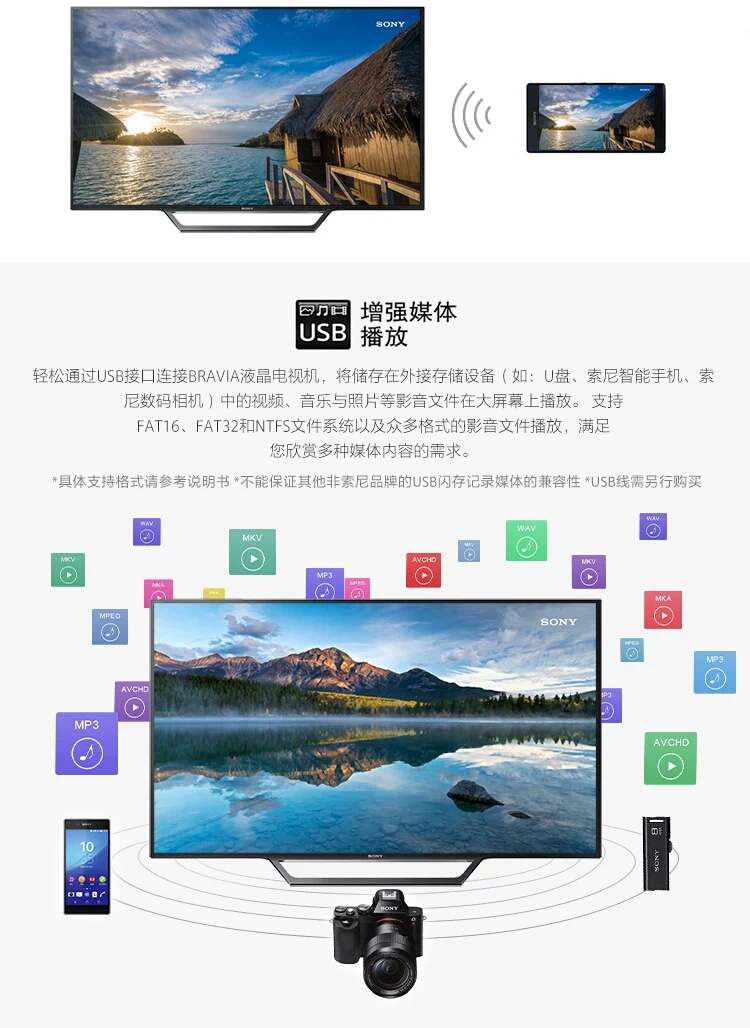 SONY
SONY
SONY
SONY
USB
增强媒体
播放
轻松通过USB接口连接BRAVIA液晶电视机，将储存在外接存储设备（如：U盘、索尼智能手机、索
尼数码相机）中的视频、音乐与照片等影音文件在大屏幕上播放。 支持
FAT16、FAT32和NTFS文件系统以及众多格式的影音文件播放，满足
您欣赏多种媒体内容的需求。
*具体支持格式请参考说明书 *不能保证其他非索尼品牌的USB闪存记录媒体的兼容性 *USB线需另行购买
WAV
MKV
WAV
WAV
MKV
AVCHD
MKV
MKV
MP3
MPEG
MKA
MKA
MPEG
SONY
MPEG
MP3
AVCHD
MP3
MP3
AVCHD
SONY
10
35
8
SONY
SONY
SONY